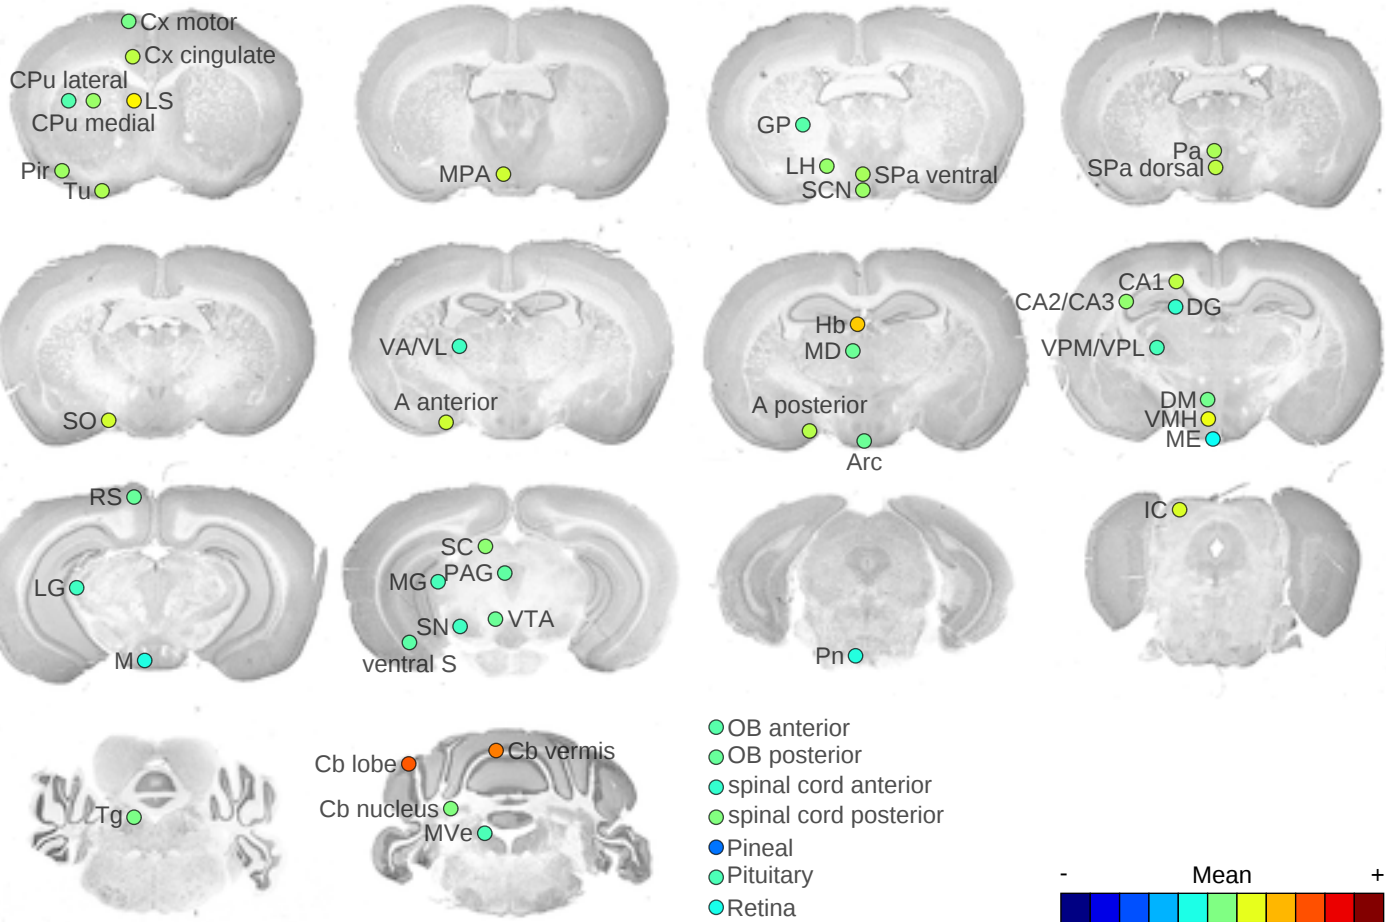 Cx motor
Cx cingulate
CPu lateral
LS
CPu medial
Pir
Tu
MPA
GP
LH
SPa ventral
SCN
Pa
SPa dorsal
SO
VA/VL
A anterior
Hb
MD
A posterior
Arc
CA1
CA2/CA3
DG
VPM/VPL
DM
VMH
ME
RS
LG
M
SC
MG
PAG
SN
VTA
ventral S
Pn
IC
Tg
Cb lobe
Cb vermis
Cb nucleus
MVe
OB anterior
OB posterior
spinal cord anterior
spinal cord posterior
Pineal
Pituitary
Retina
- Mean +